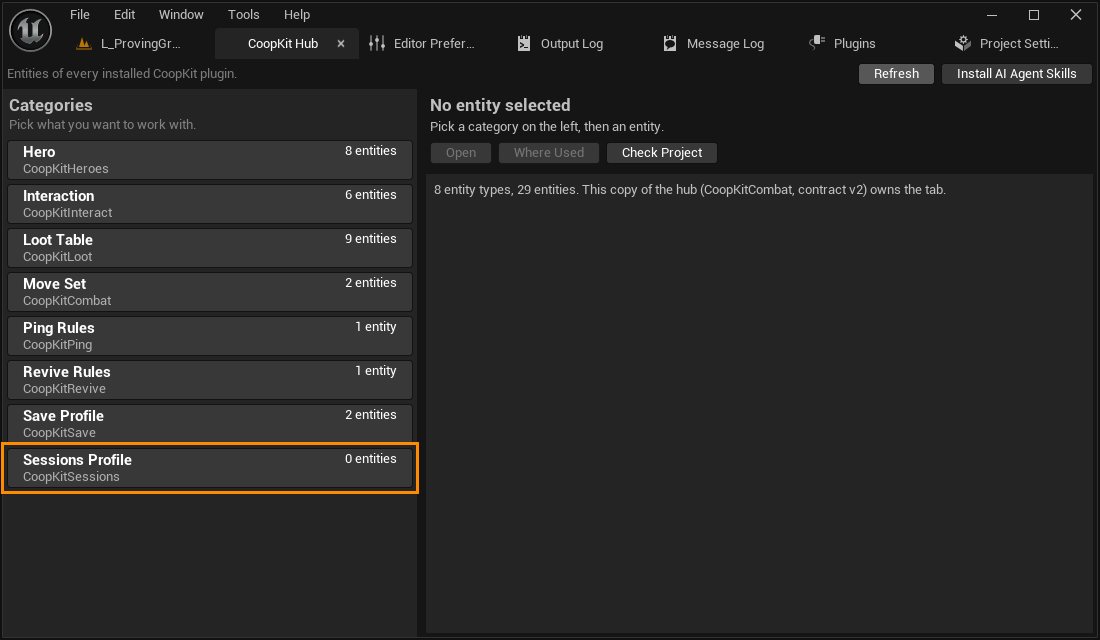 File Edit Window Tools Help
L_ProvingGr... CoopKit Hub Editor Prefer... Output Log Message Log Plugins Project Setti...
Entities of every installed CoopKit plugin. Refresh Install AI Agent Skills
Categories
Pick what you want to work with.
Hero 8 entities
CoopKitHeroes
Interaction 6 entities
CoopKitInteract
Loot Table 9 entities
CoopKitLoot
Move Set 2 entities
CoopKitCombat
Ping Rules 1 entity
CoopKitPing
Revive Rules 1 entity
CoopKitRevive
Save Profile 2 entities
CoopKitSave
Sessions Profile 0 entities
CoopKitSessions
No entity selected
Pick a category on the left, then an entity.
Open Where Used Check Project
8 entity types, 29 entities. This copy of the hub (CoopKitCombat, contract v2) owns the tab.